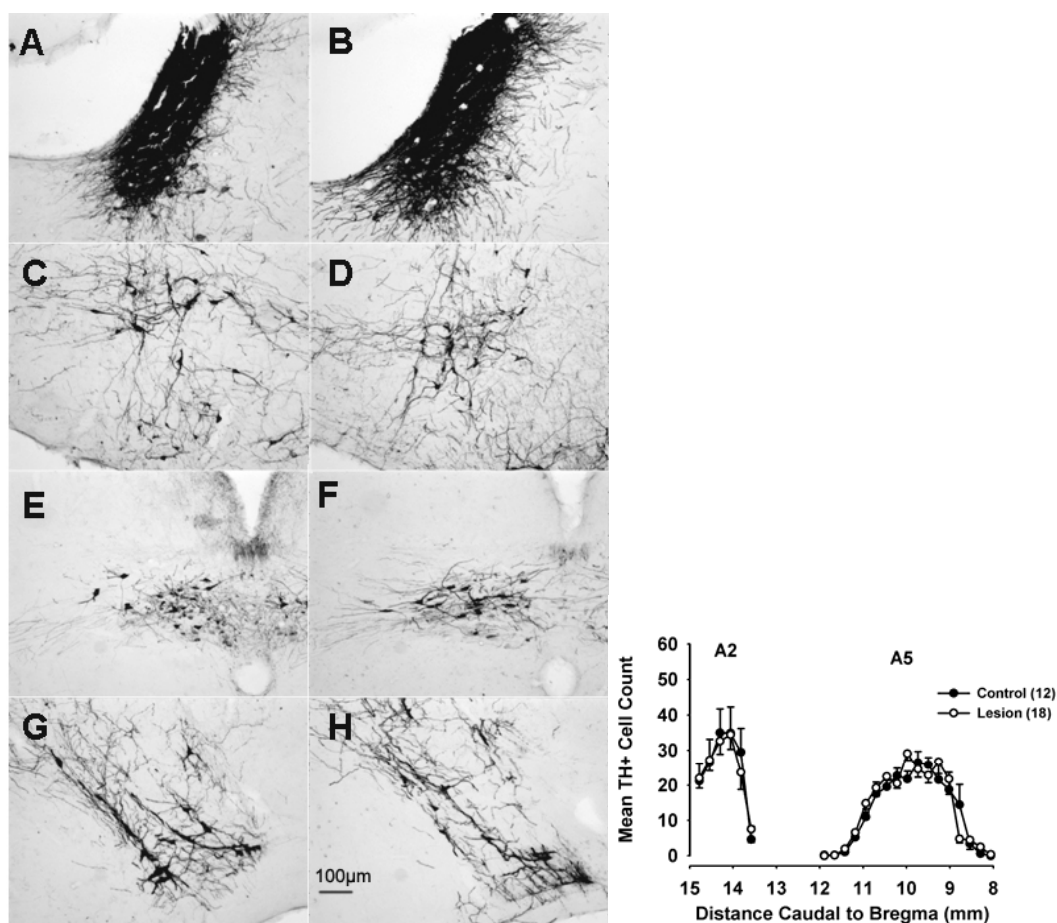 A
B
C
D
E
F
G
H
100µm
60
50
40
30
20
10
0
Mean TH+ Cell Count
A2
A5
Control (12)
Lesion (18)
15 14 13 12 11 10 9 8
Distance Caudal to Bregma (mm)